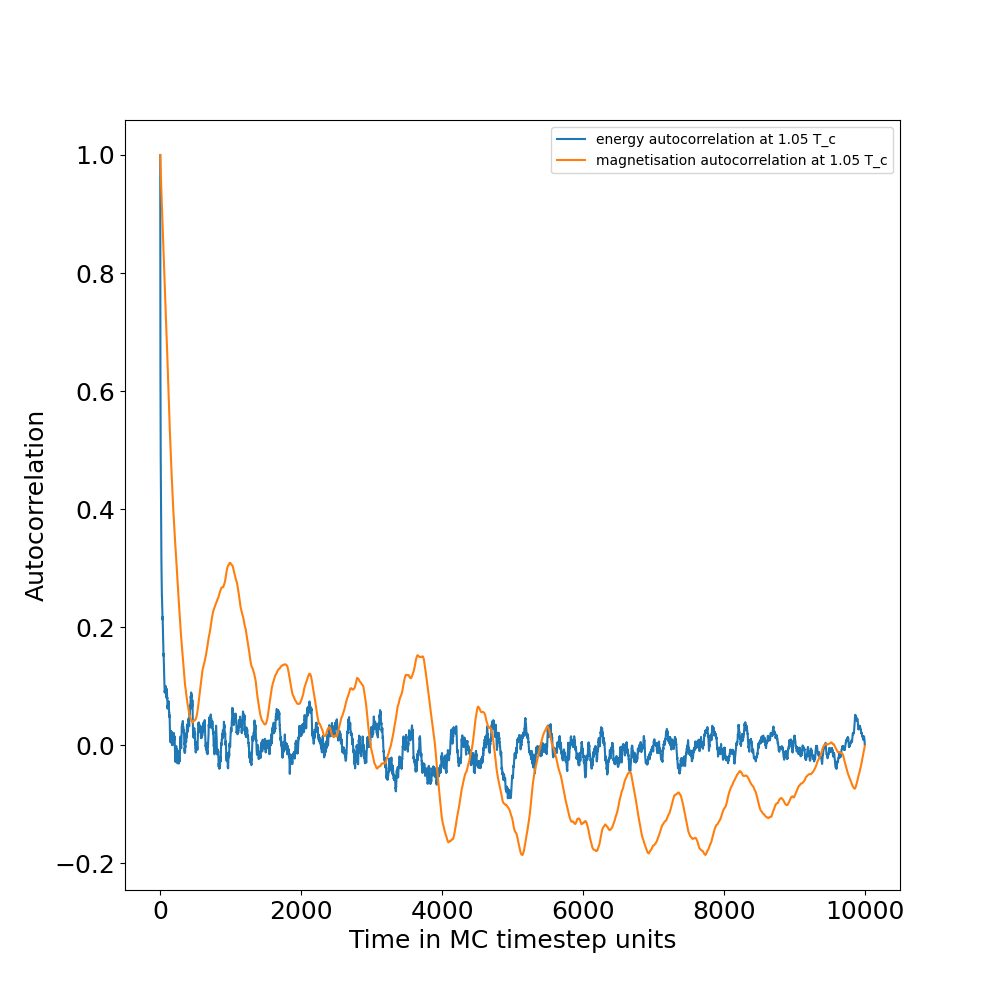 energy autocorrelation at 1.05 T_c
magnetisation autocorrelation at 1.05 T_c
1.0
0.8
0.6
0.4
0.2
0.0
−0.2
Autocorrelation
0 2000 4000 6000 8000 10000
Time in MC timestep units